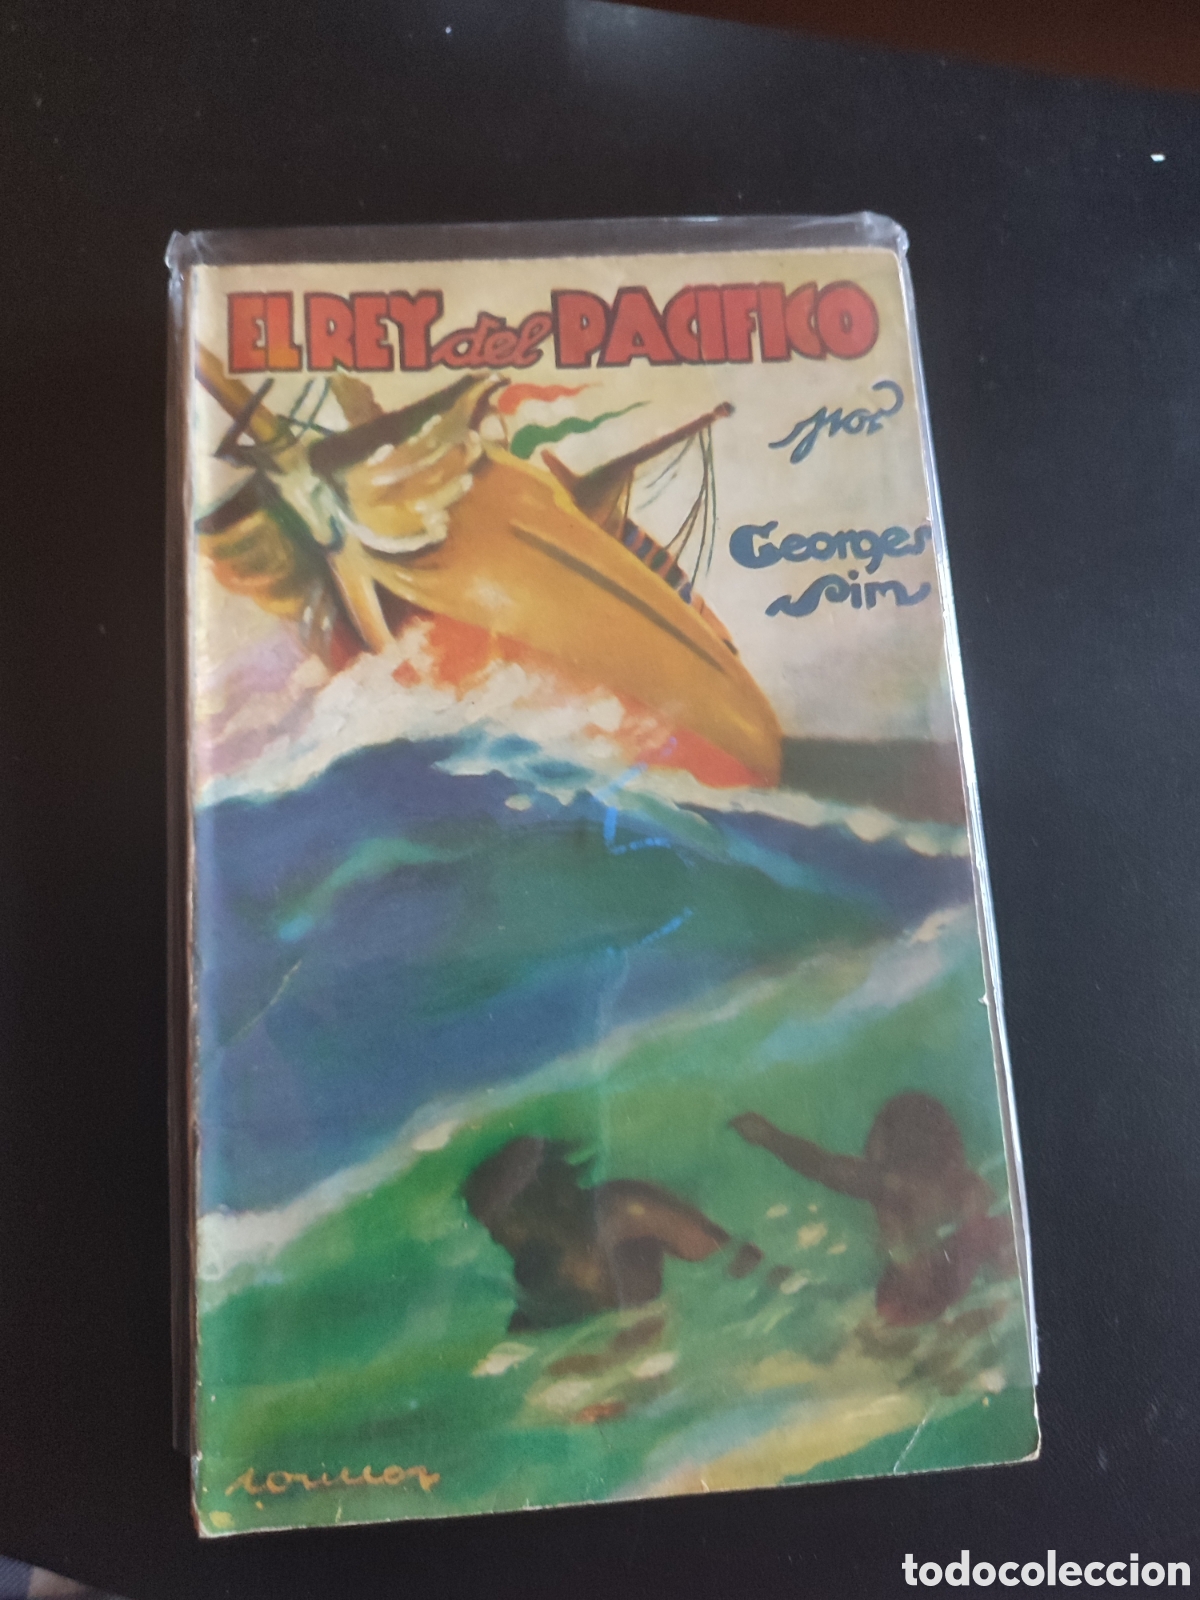 EL REY del PACIFICO
por
Georges
Sim
todocoleccion